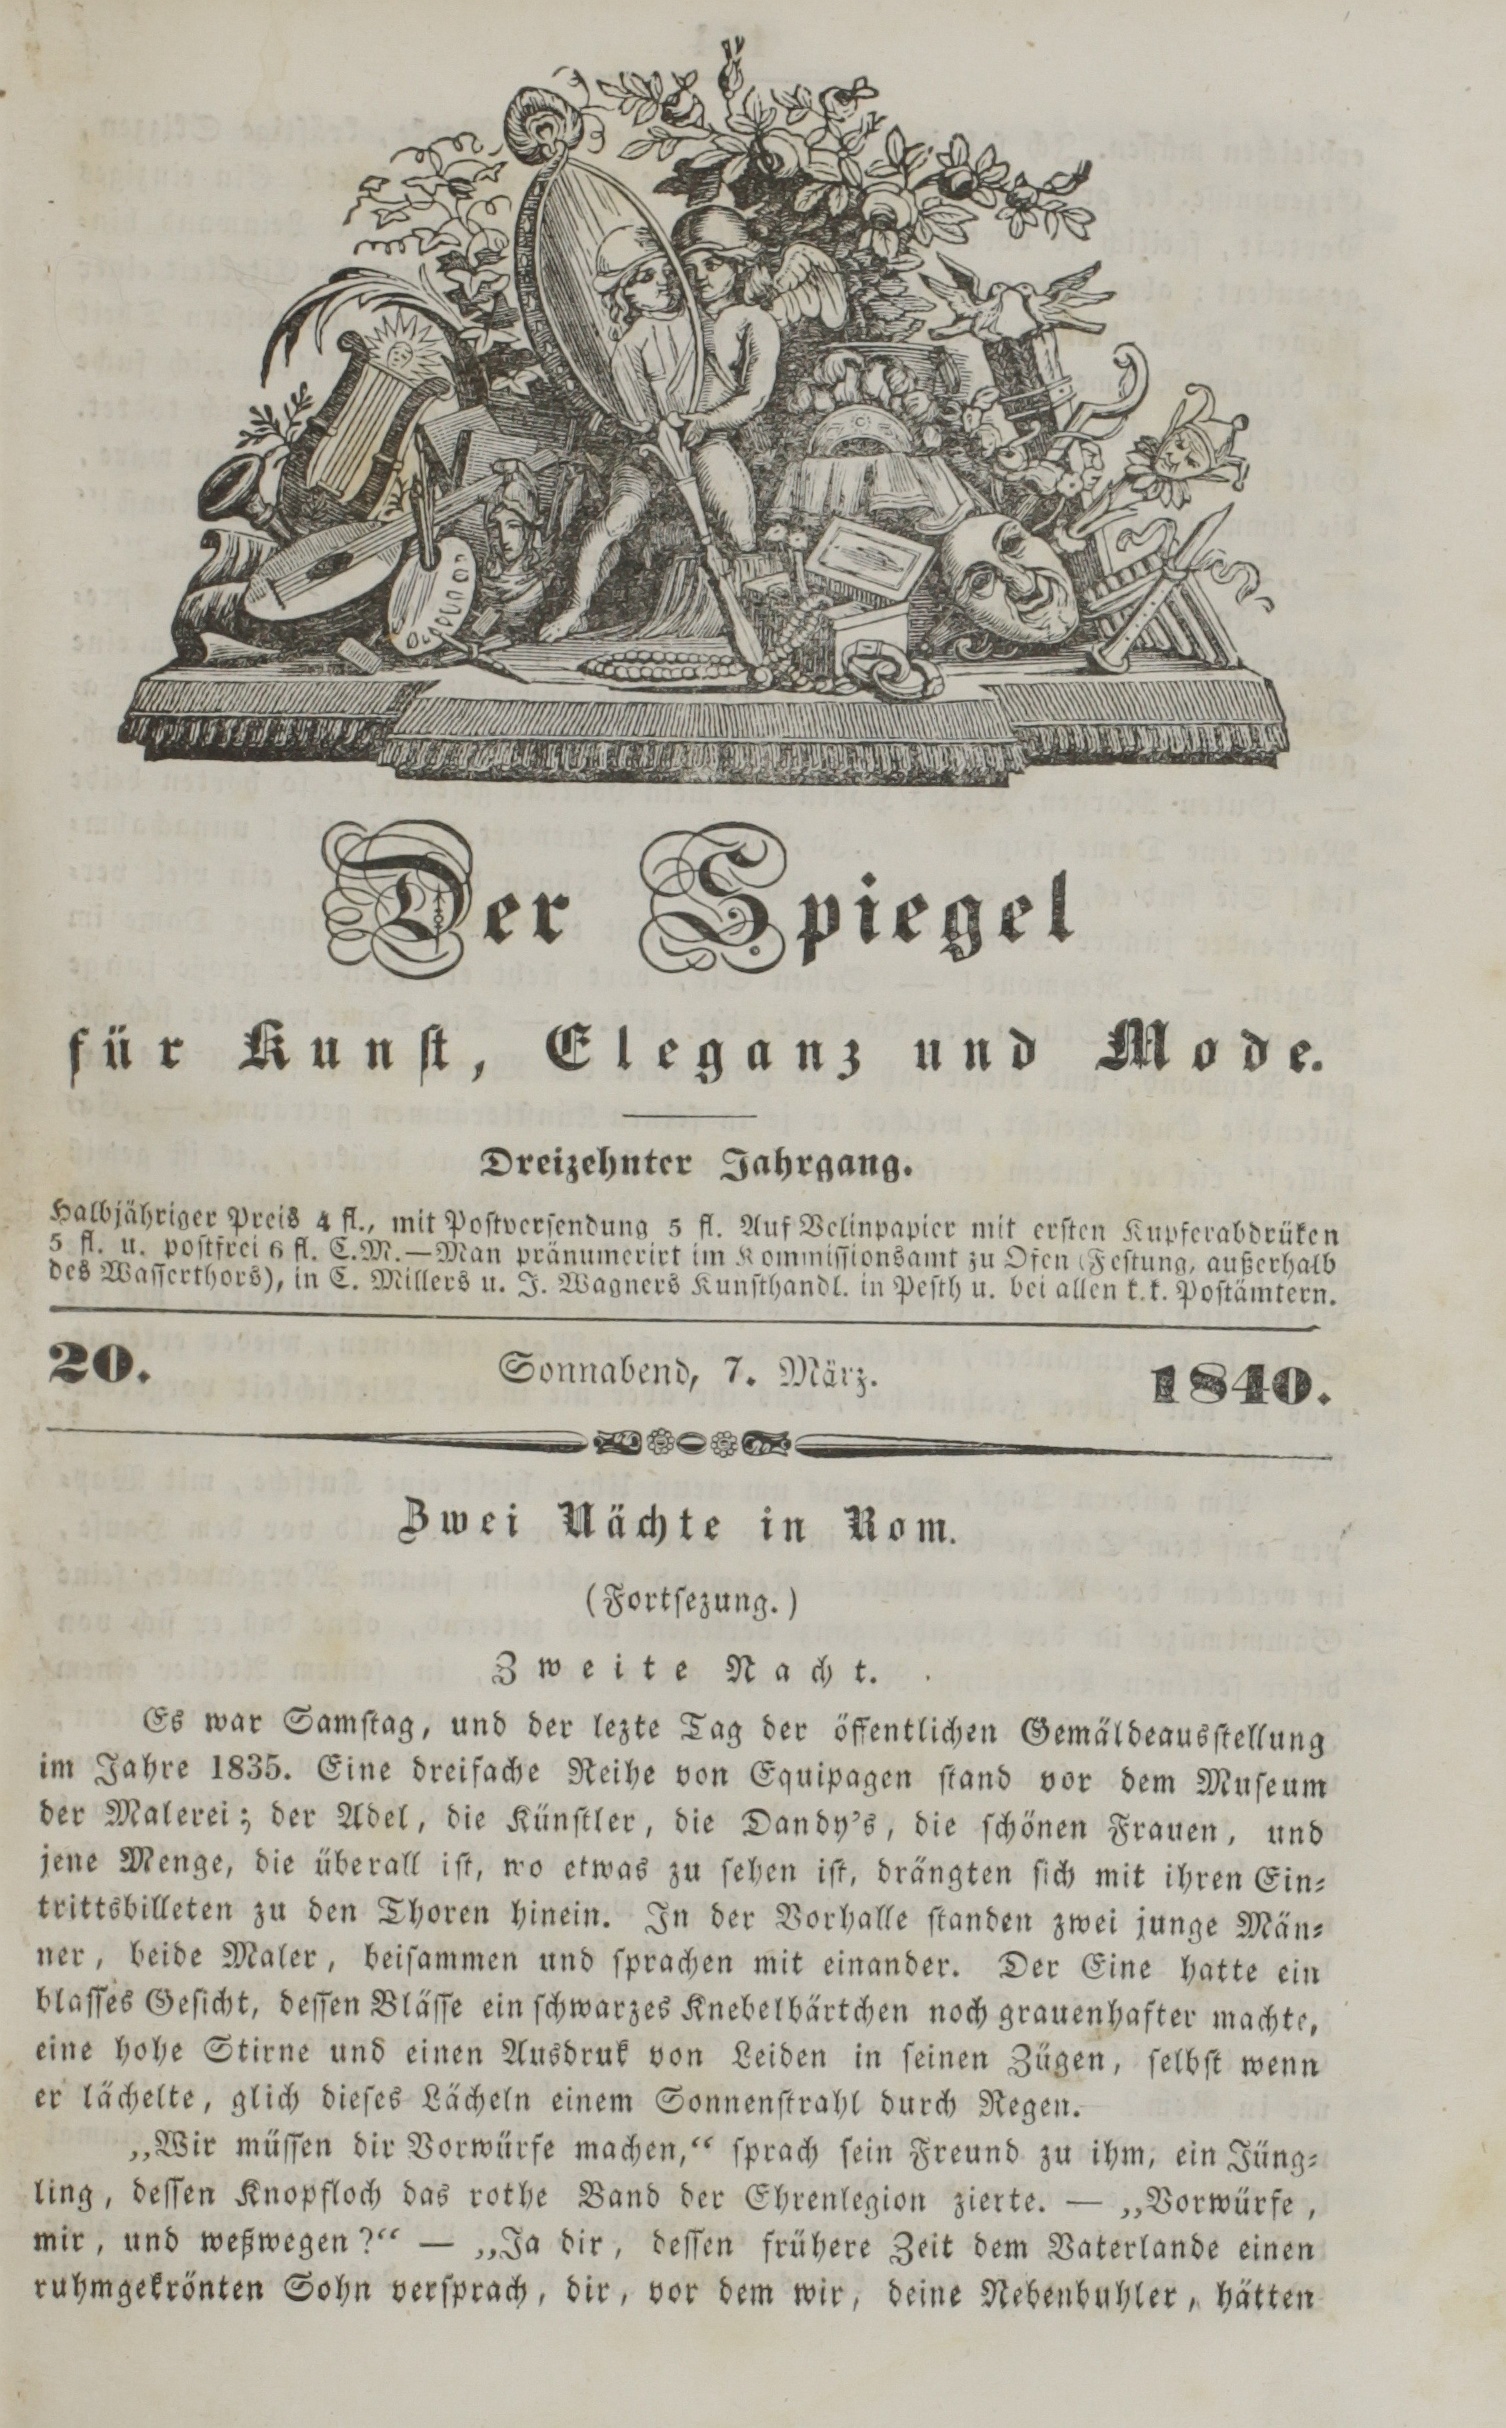 Der Spiegel
für Kunst, Eleganz und Mode.
Dreizehnter Jahrgang.
Halbjähriger Preis 4 fl., mit Postversendung 5 fl. Auf Velinpapier mit ersten Kupferabdrüken
5 fl. u. postfrei 6 fl. C.M.—Man pränumerirt im Kommissionsamt zu Ofen (Festung, außerhalb
des Wasserthors), in C. Millers u. J. Wagners Kunsthandl. in Pesth u. bei allen k.k. Postämtern.
20. Sonnabend, 7. März. 1840.
Zwei Nächte in Rom.
(Fortsezung.)
Zweite Nacht.
Es war Samstag, und der lezte Tag der öffentlichen Gemäldeausstellung
im Jahre 1835. Eine dreifache Reihe von Equipagen stand vor dem Museum
der Malerei; der Adel, die Künstler, die Dandy's, die schönen Frauen, und
jene Menge, die überall ist, wo etwas zu sehen ist, drängten sich mit ihren Ein-
trittsbilleten zu den Thoren hinein. In der Vorhalle standen zwei junge Män-
ner, beide Maler, beisammen und sprachen mit einander. Der Eine hatte ein
blasses Gesicht, dessen Blässe ein schwarzes Knebelbärtchen noch grauenhafter machte,
eine hohe Stirne und einen Ausdruk von Leiden in seinen Zügen, selbst wenn
er lächelte, glich dieses Lächeln einem Sonnenstrahl durch Regen.
„Wir müssen dir Vorwürfe machen,“ sprach sein Freund zu ihm, ein Jüng-
ling, dessen Knopfloch das rothe Band der Ehrenlegion zierte. — „Vorwürfe,
mir, und weßwegen?“ — „Ja dir, dessen frühere Zeit dem Vaterlande einen
ruhmgekrönten Sohn versprach, dir, vor dem wir, deine Nebenbuhler, hätten